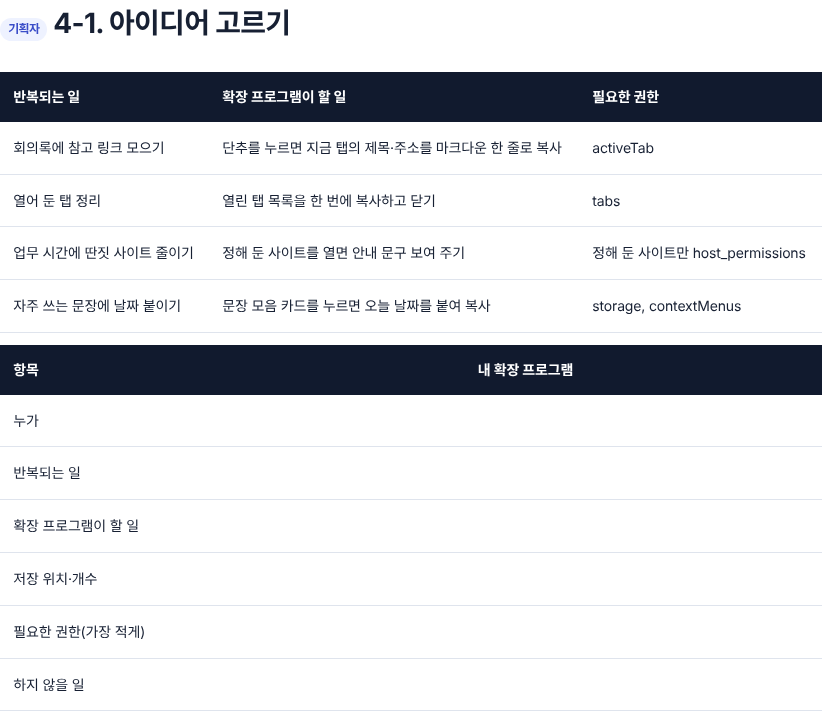 기획자 4-1. 아이디어 고르기
반복되는 일 확장 프로그램이 할 일 필요한 권한
회의록에 참고 링크 모으기 단추를 누르면 지금 탭의 제목·주소를 마크다운 한 줄로 복사 activeTab
열어 둔 탭 정리 열린 탭 목록을 한 번에 복사하고 닫기 tabs
업무 시간에 딴짓 사이트 줄이기 정해 둔 사이트를 열면 안내 문구 보여 주기 정해 둔 사이트만 host_permissions
자주 쓰는 문장에 날짜 붙이기 문장 모음 카드를 누르면 오늘 날짜를 붙여 복사 storage, contextMenus
항목 내 확장 프로그램
누가
반복되는 일
확장 프로그램이 할 일
저장 위치·개수
필요한 권한(가장 적게)
하지 않을 일